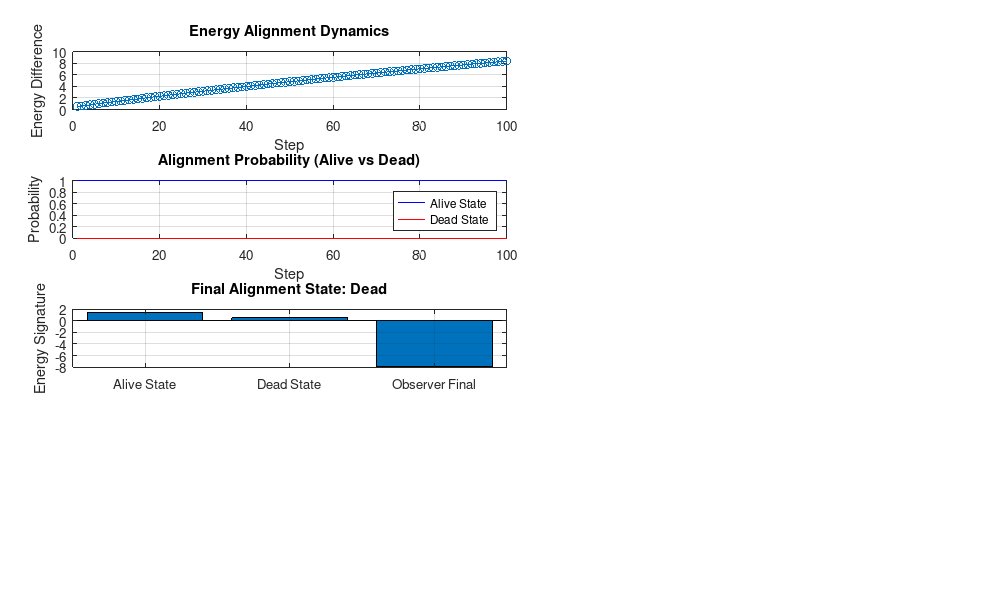 Energy Alignment Dynamics
Energy Difference
10
8
6
4
2
0
0 20 40 60 80 100
Step
Alignment Probability (Alive vs Dead)
Probability
1
0.8
0.6
0.4
0.2
0
Alive State
Dead State
0 20 40 60 80 100
Step
Final Alignment State: Dead
Energy Signature
2
0
-2
-4
-6
-8
Alive State Dead State Observer Final